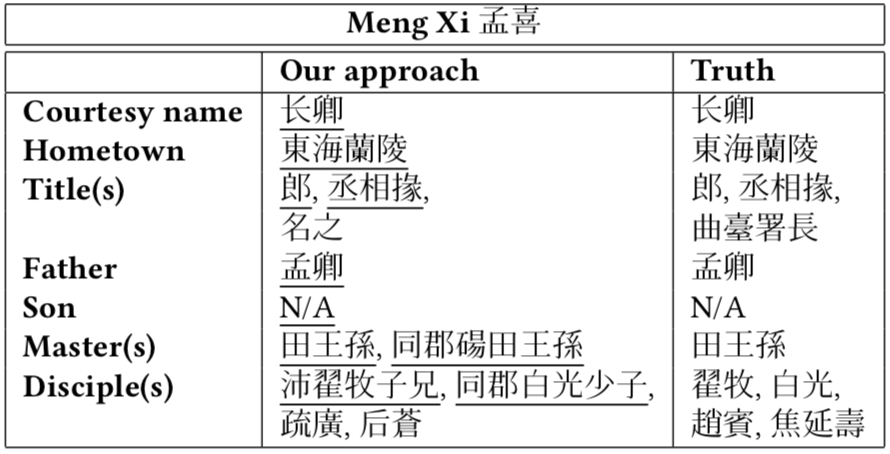 Meng Xi 孟喜
Our approach Truth
Courtesy name 长卿 长卿
Hometown 東海蘭陵 東海蘭陵
Title(s) 郎, 丞相掾, 郎, 丞相掾,
名之 曲臺署長
Father 孟卿 孟卿
Son N/A N/A
Master(s) 田王孫, 同郡碭田王孫 田王孫
Disciple(s) 沛翟牧子兄, 同郡白光少子, 翟牧, 白光,
疏廣, 后蒼 趙賓, 焦延壽